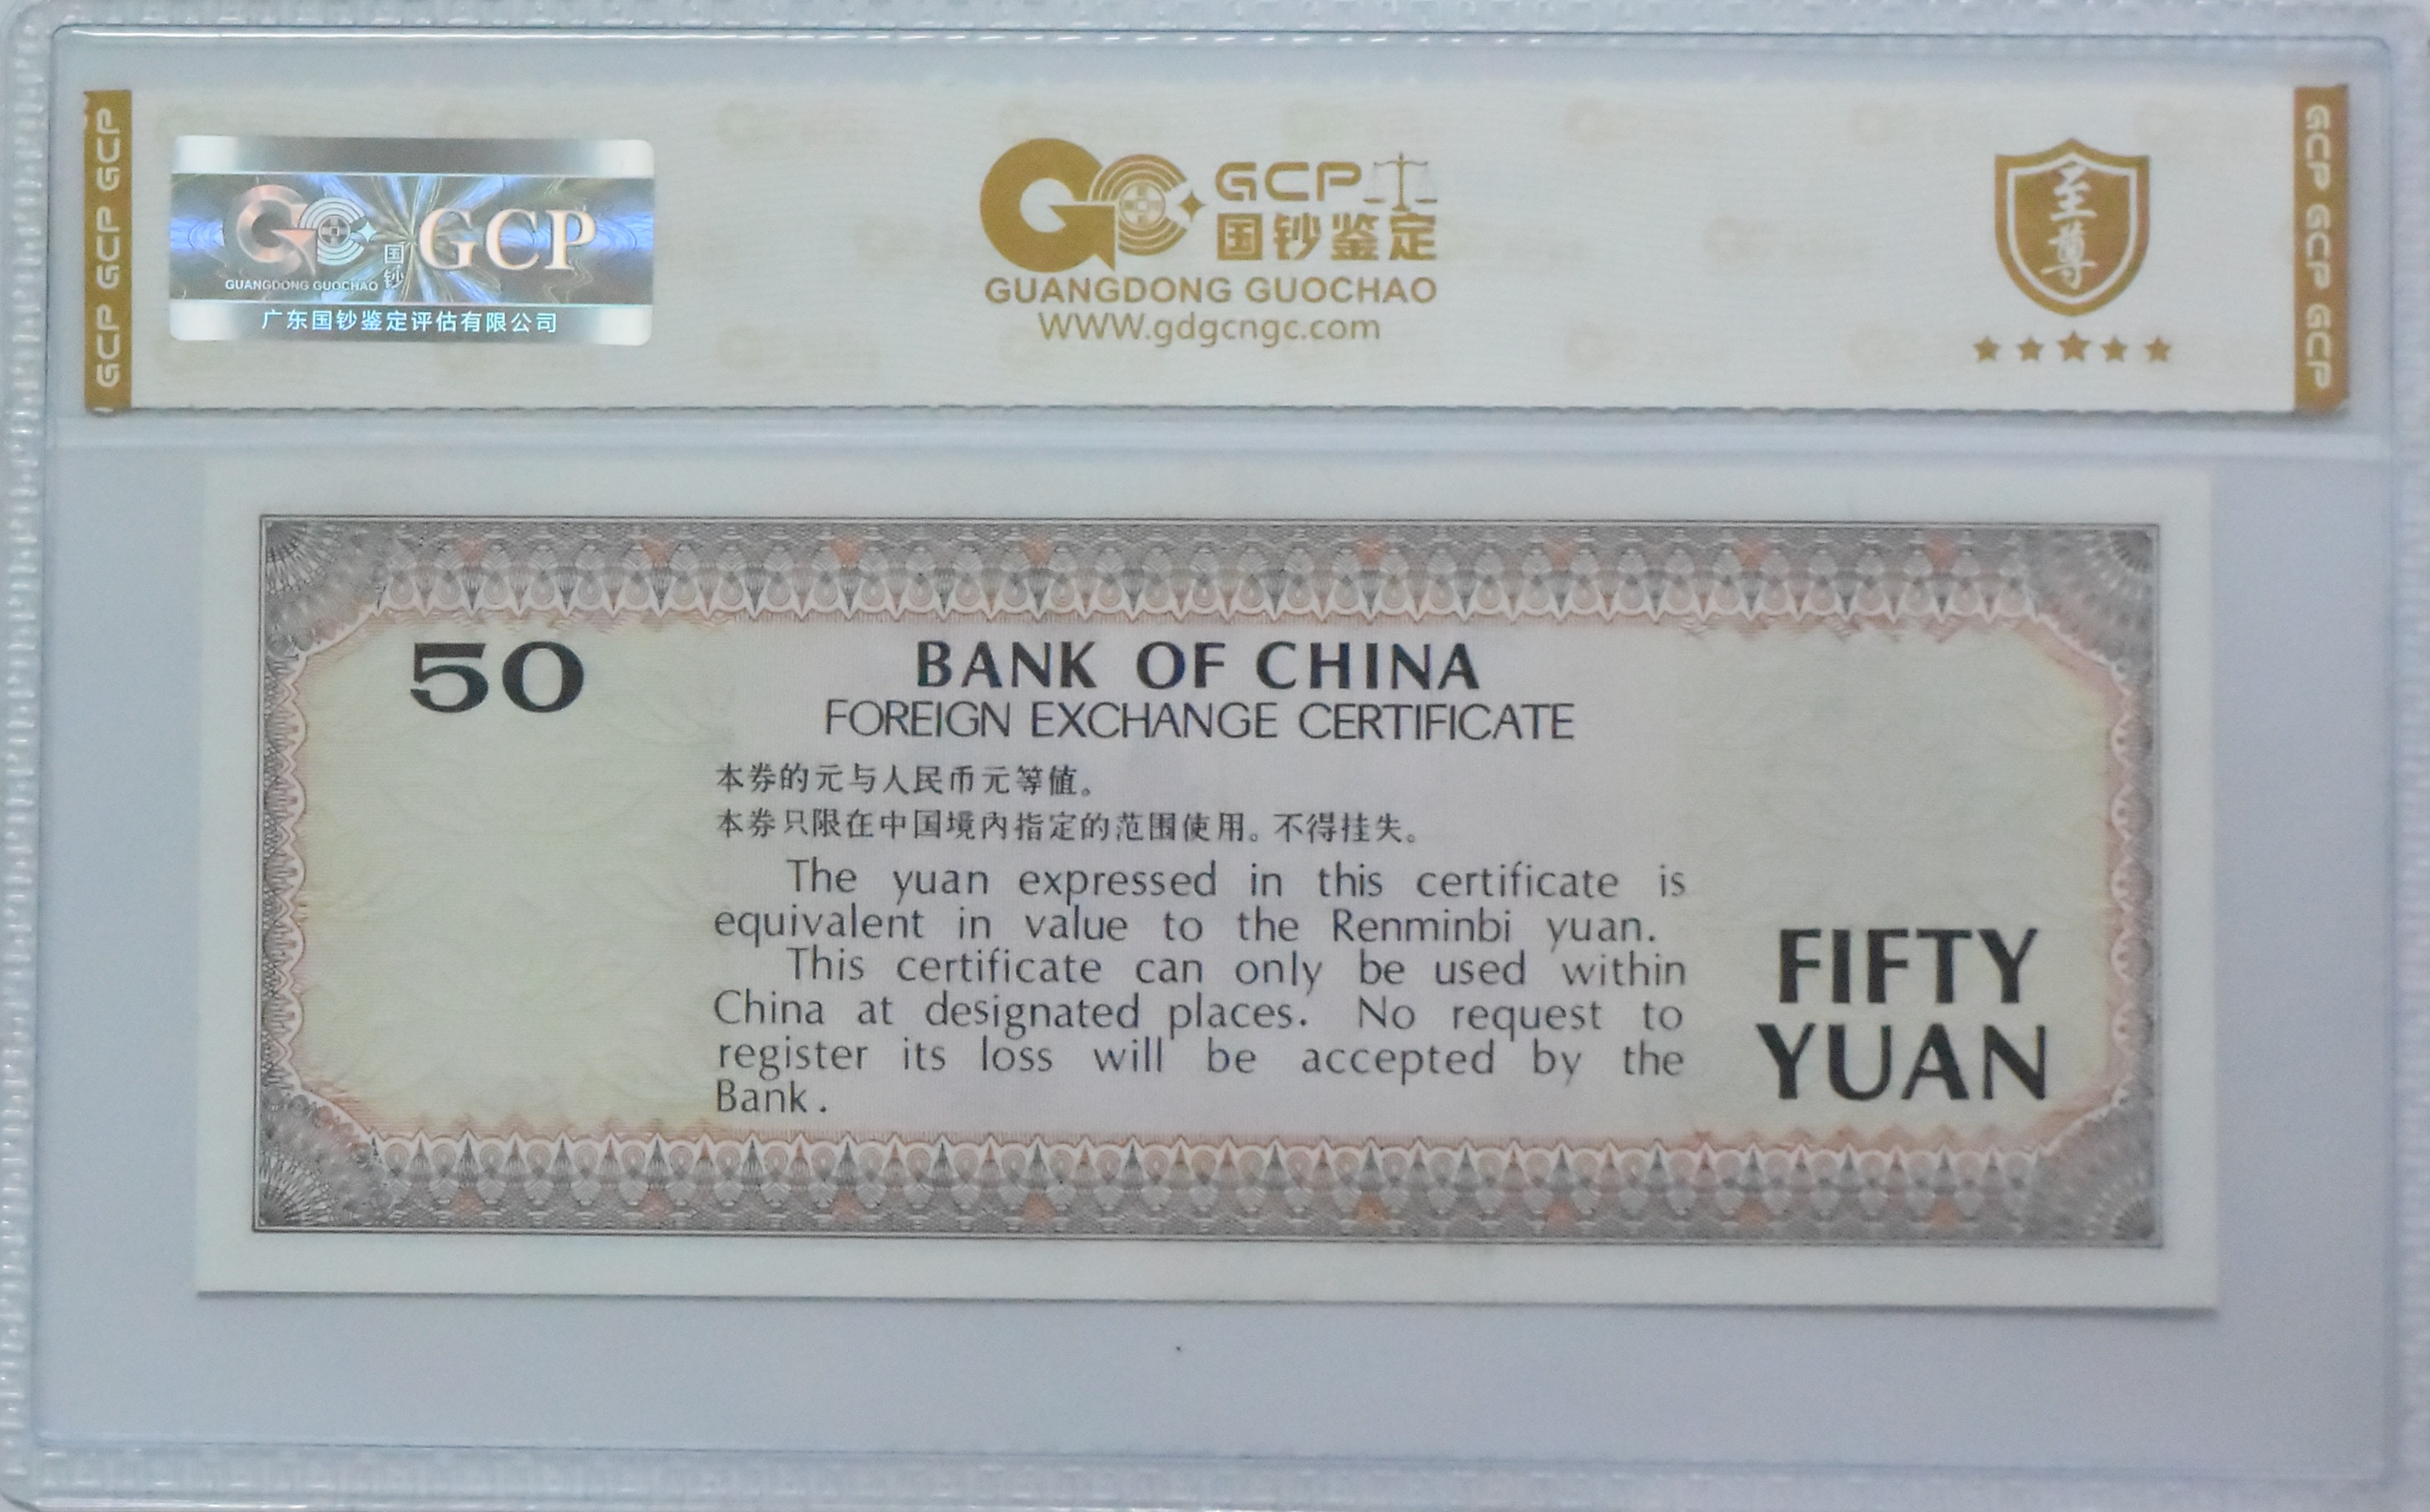 GCP GCP GCP
国钞
GCP
GUANGDONG GUOCHAO
广东国钞鉴定评估有限公司
GCP
国钞鉴定
GUANGDONG GUOCHAO
WWW.gdgcngc.com
至尊
GCP GCP GCP
50
BANK OF CHINA
FOREIGN EXCHANGE CERTIFICATE
本券的元与人民币元等值。
本券只限在中国境内指定的范围使用。不得挂失。
The yuan expressed in this certificate is
equivalent in value to the Renminbi yuan.
This certificate can only be used within
China at designated places. No request to
register its loss will be accepted by the
Bank.
FIFTY
YUAN